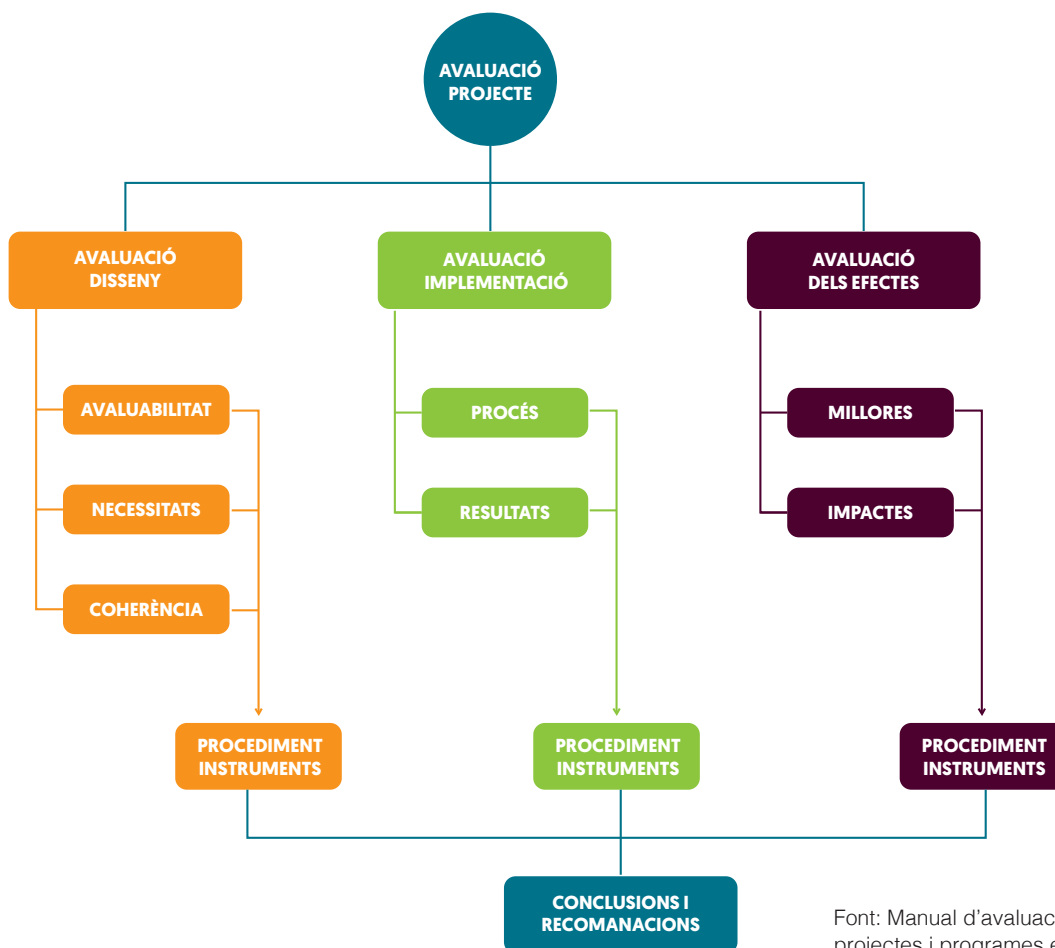 AVALUACIÓ
PROJECTE
AVALUACIÓ
DISSENY
AVALUACIÓ
IMPLEMENTACIÓ
AVALUACIÓ
DELS EFECTES
AVALUABILITAT
PROCÉS
MILLORES
NECESSITATS
RESULTATS
IMPACTES
COHERÈNCIA
PROCEDIMENT
INSTRUMENTS
PROCEDIMENT
INSTRUMENTS
PROCEDIMENT
INSTRUMENTS
CONCLUSIONS I
RECOMANACIONS
Font: Manual d'avaluac
projectes i programes e